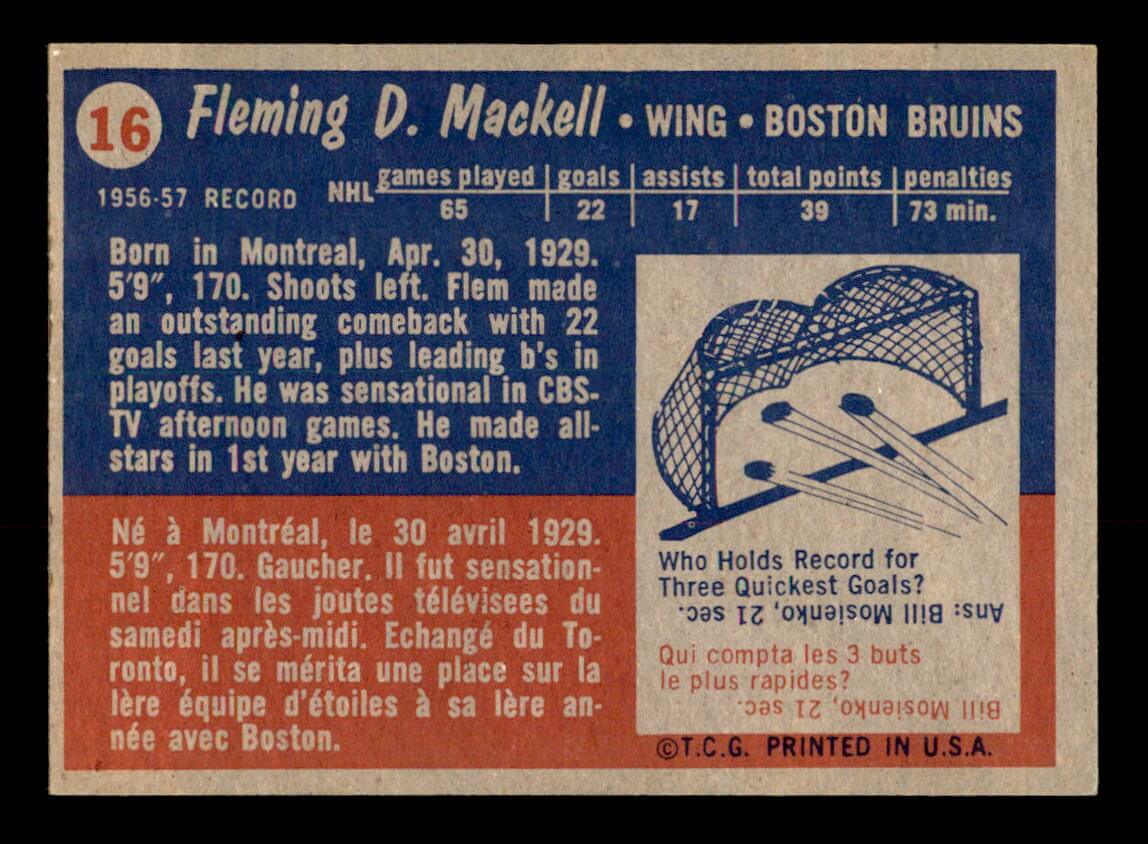 16 Fleming D. Mackell • WING • BOSTON BRUINS
1956-57 RECORD NHL games played | goals | assists | total points | penalties
65 | 22 | 17 | 39 | 73 min.
Born in Montreal, Apr. 30, 1929.
5'9", 170. Shoots left. Flem made
an outstanding comeback with 22
goals last year, plus leading b's in
playoffs. He was sensational in CBS-
TV afternoon games. He made all-
stars in 1st year with Boston.
Né à Montréal, le 30 avril 1929.
5'9", 170. Gaucher. Il fut sensation-
nel dans les joutes télévisees du
samedi après-midi. Echangé du To-
ronto, il se mérita une place sur la
lère équipe d'étoiles à sa lère an-
née avec Boston.
Who Holds Record for
Three Quickest Goals?
Ans: Bill Mosienko, 21 sec.
Qui compta les 3 buts
le plus rapides?
Bill Mosienko, 21 sec.
©T.C.G. PRINTED IN U.S.A.